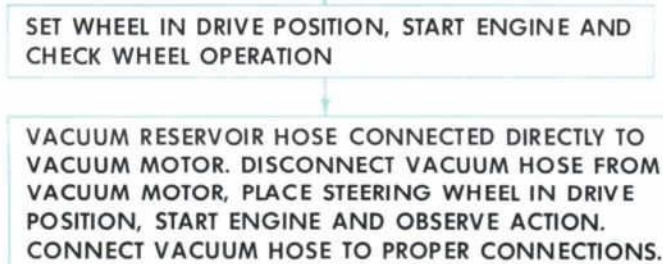 SET WHEEL IN DRIVE POSITION, START ENGINE AND
CHECK WHEEL OPERATION
VACUUM RESERVOIR HOSE CONNECTED DIRECTLY TO
VACUUM MOTOR. DISCONNECT VACUUM HOSE FROM
VACUUM MOTOR, PLACE STEERING WHEEL IN DRIVE
POSITION, START ENGINE AND OBSERVE ACTION.
CONNECT VACUUM HOSE TO PROPER CONNECTIONS.